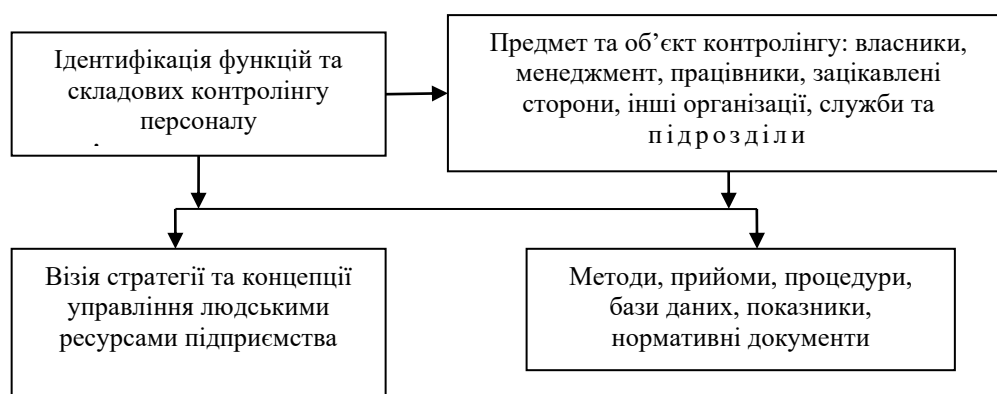 Ідентифікація функцій та
складових контролінгу
персоналу
Предмет та об’єкт контролінгу: власники,
менеджмент, працівники, зацікавлені
сторони, інші організації, служби та
підрозділи
Візія стратегії та концепції
управління людськими
ресурсами підприємства
Методи, прийоми, процедури,
бази даних, показники,
нормативні документи